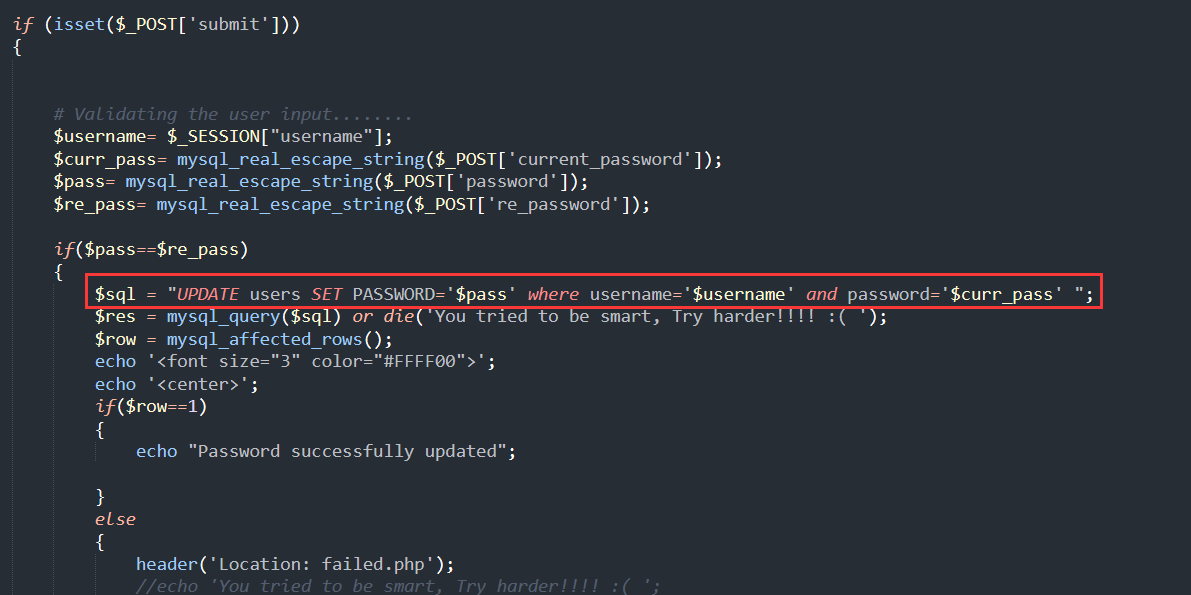 if (isset($_POST['submit']))
{
# Validating the user input........
$username= $_SESSION["username"];
$curr_pass= mysql_real_escape_string($_POST['current_password']);
$pass= mysql_real_escape_string($_POST['password']);
$re_pass= mysql_real_escape_string($_POST['re_password']);
if($pass==$re_pass)
{
$sql = "UPDATE users SET PASSWORD='$pass' where username='$username' and password='$curr_pass' ";
$res = mysql_query($sql) or die('You tried to be smart, Try harder!!!! :( ');
$row = mysql_affected_rows();
echo '<font size="3" color="#FFFF00">';
echo '<center>';
if($row==1)
{
echo "Password successfully updated";
}
else
{
header('Location: failed.php');
//echo 'You tried to be smart, Try harder!!!! :( ';